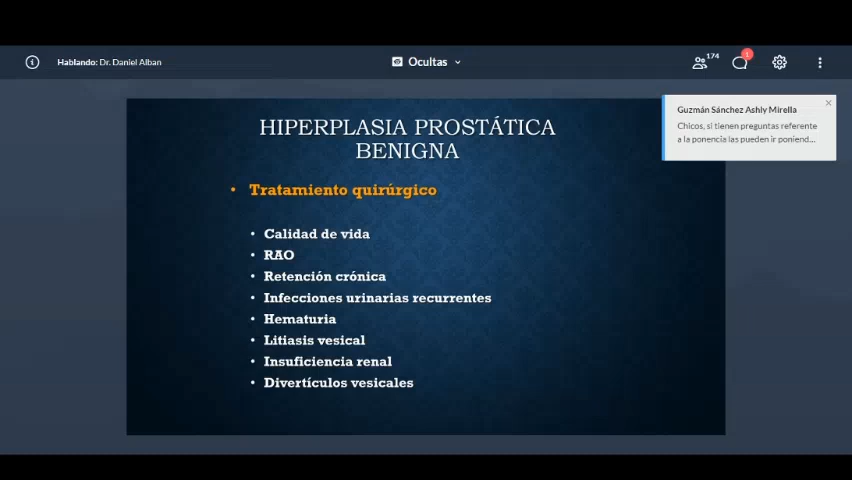 Hablando: Dr. Daniel Alban
Ocultas
174
1
Guzmán Sánchez Ashly Mirella
Chicos, si tienen preguntas referente
a la ponencia las pueden ir poniend...
HIPERPLASIA PROSTÁTICA
BENIGNA
• Tratamiento quirúrgico
• Calidad de vida
• RAO
• Retención crónica
• Infecciones urinarias recurrentes
• Hematuria
• Litiasis vesical
• Insuficiencia renal
• Divertículos vesicales